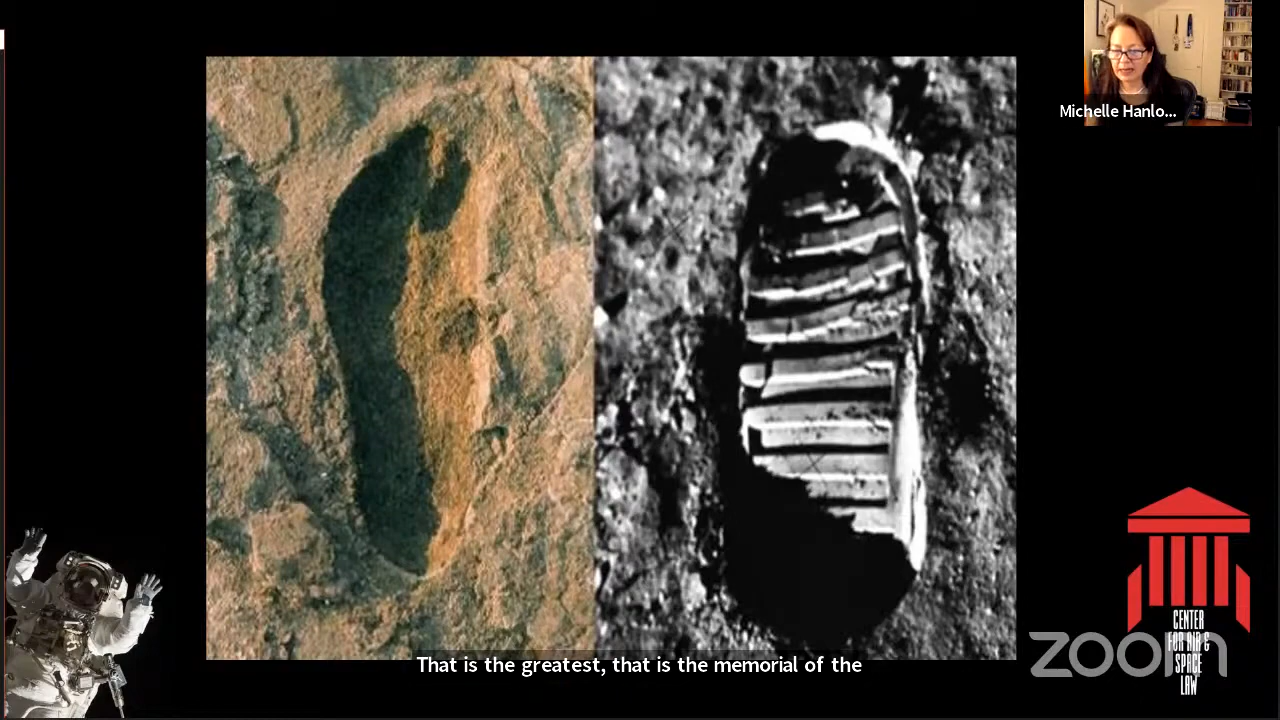 Michelle Hanlo...
That is the greatest, that is the memorial of the
zoom
CENTER
FOR AIR &
SPACE
LAW